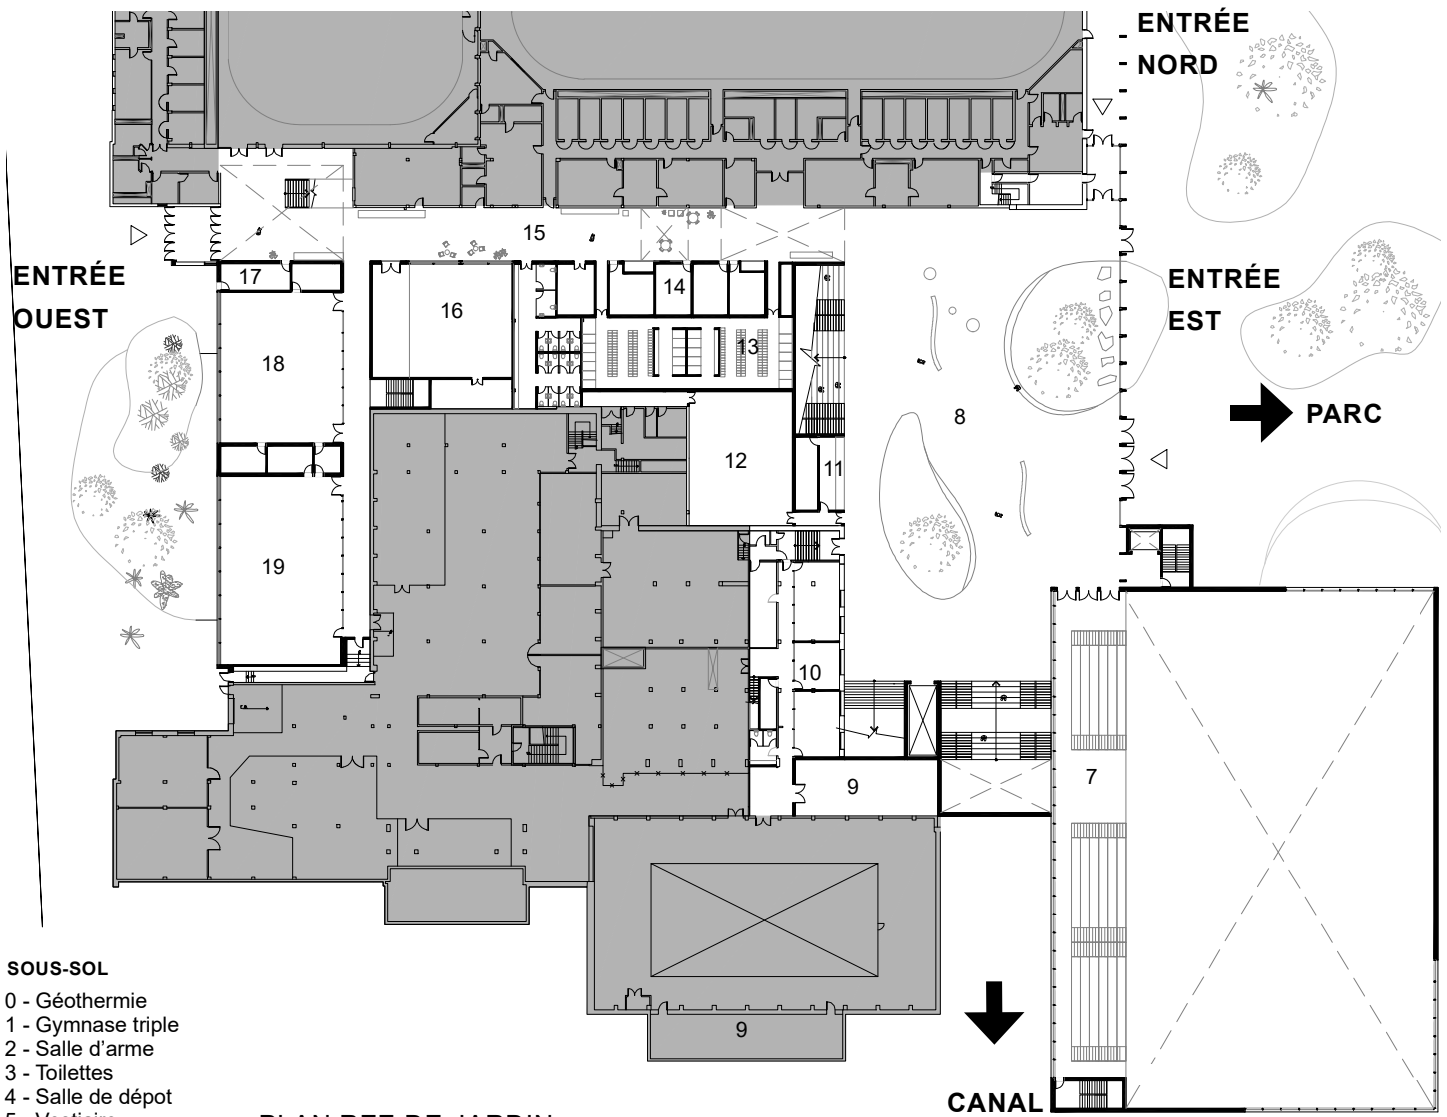 ENTRÉE
NORD
15
ENTRÉE
OUEST
17
16
14
ENTRÉE
EST
18
13
8
PARC
12
11
19
10
7
9
9
CANAL
SOUS-SOL
0 - Géothermie
1 - Gymnase triple
2 - Salle d'arme
3 - Toilettes
4 - Salle de dépot